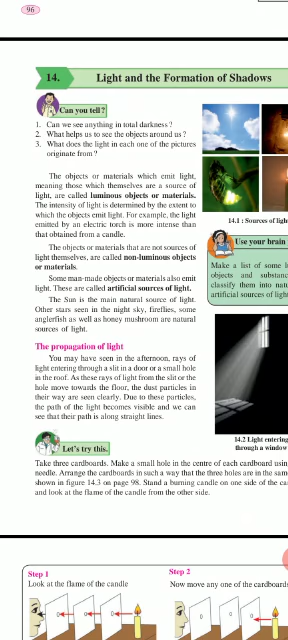 96
14.
Light and the Formation of Shadows
Can you tell?
1. Can we see anything in total darkness?
2. What helps us to see the objects around us?
3. What does the light in each one of the pictures
originate from?
The objects or materials which emit light,
meaning those which themselves are a source of
light, are called luminous objects or materials.
The intensity of light is determined by the extent to
which the objects emit light. For example, the light
emitted by an electric torch is more intense than
that obtained from a candle.
The objects or materials that are not sources of
light themselves, are called non-luminous objects
or materials.
Some man-made objects or materials also emit
light. These are called artificial sources of light.
The Sun is the main natural source of light.
Other stars seen in the night sky, fireflies, some
anglerfish as well as honey mushroom are natural
sources of light.
14.1 : Sources of light
Use your brain
Make a list of some
objects and substanc
classify them into natu
artificial sources of light
The propagation of light
You may have seen in the afternoon, rays of
light entering through a slit in a door or a small hole
in the roof. As these rays of light from the slit or the
hole move towards the floor, the dust particles in
their way are seen clearly. Due to these particles,
the path of the light becomes visible and we can
see that their path is along straight lines.
14.2 Light entering
through a window
Let's try this.
Take three cardboards. Make a small hole in the centre of each cardboard usin
needle. Arrange the cardboards in such a way that the three holes are in the same
shown in figure 14.3 on page 98. Stand a burning candle on one side of the
and look at the flame of the candle from the other side.
Step 1
Look at the flame of the candle
Step 2
Now move any one of the cardboards